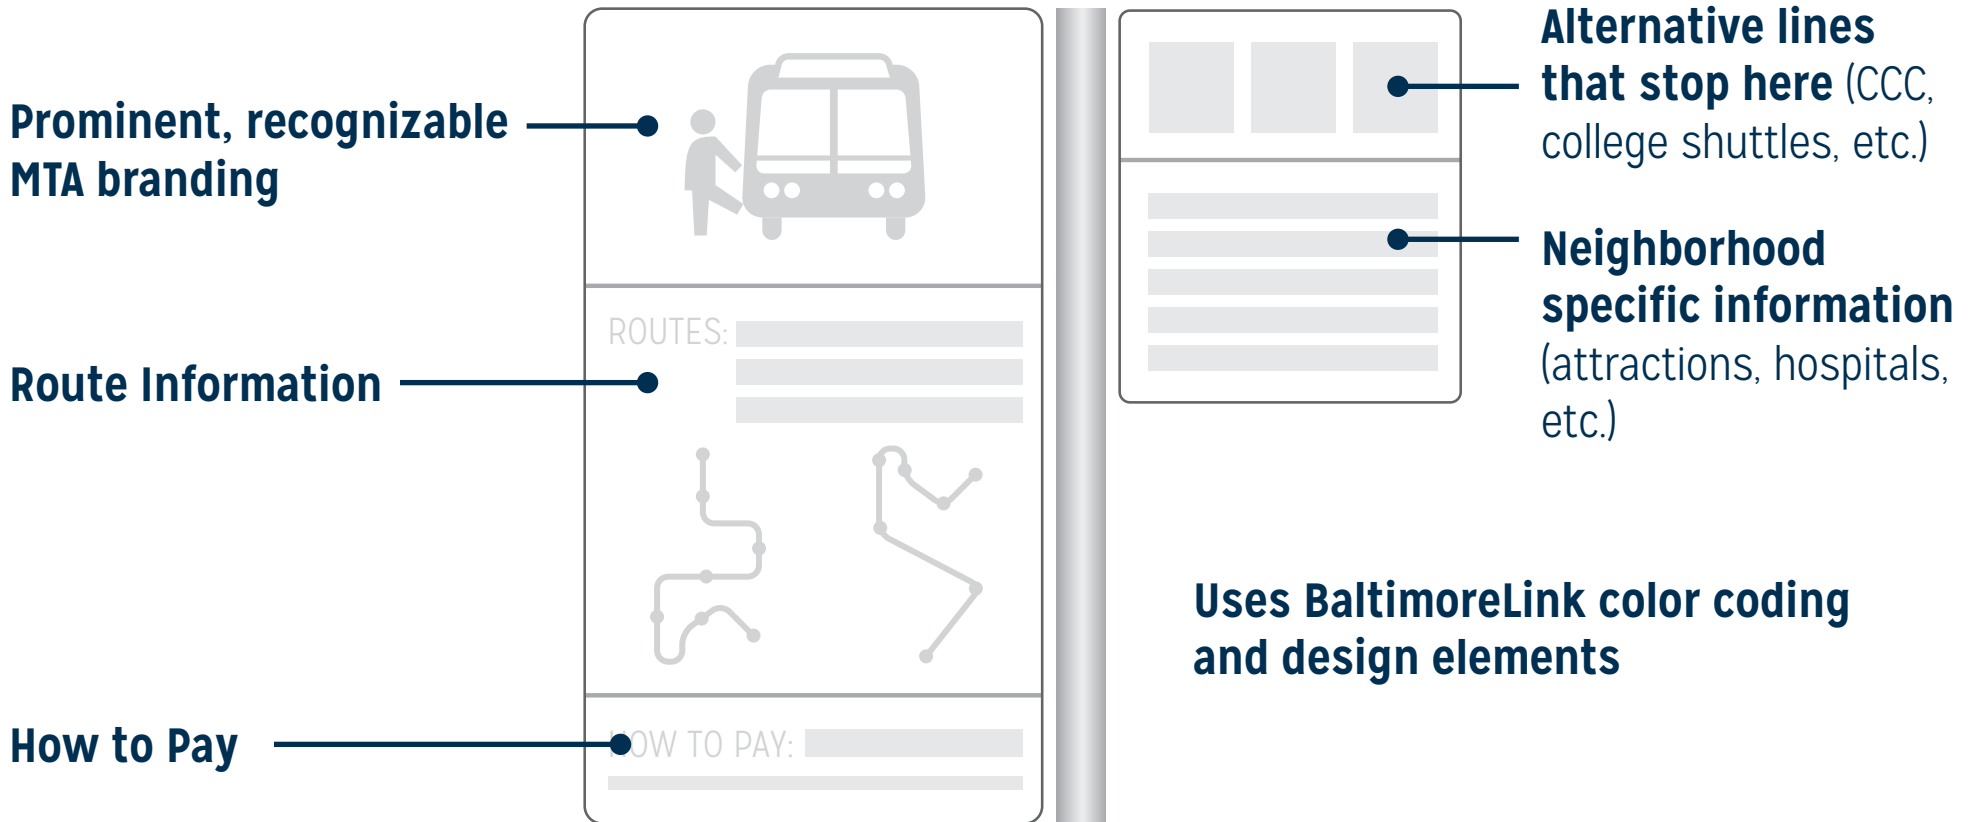 Prominent, recognizable
MTA branding
Route Information
How to Pay
ROUTES:
HOW TO PAY:
Alternative lines
that stop here (CCC,
college shuttles, etc.)
Neighborhood
specific information
(attractions, hospitals,
etc.)
Uses BaltimoreLink color coding
and design elements